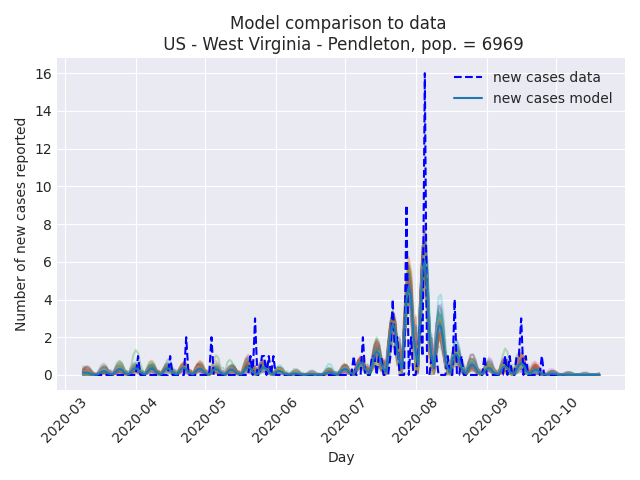 Model comparison to data
US - West Virginia - Pendleton, pop. = 6969
new cases data
new cases model
Number of new cases reported
16
14
12
10
8
6
4
2
0
2020-03
2020-04
2020-05
2020-06
2020-07
2020-08
2020-09
2020-10
Day